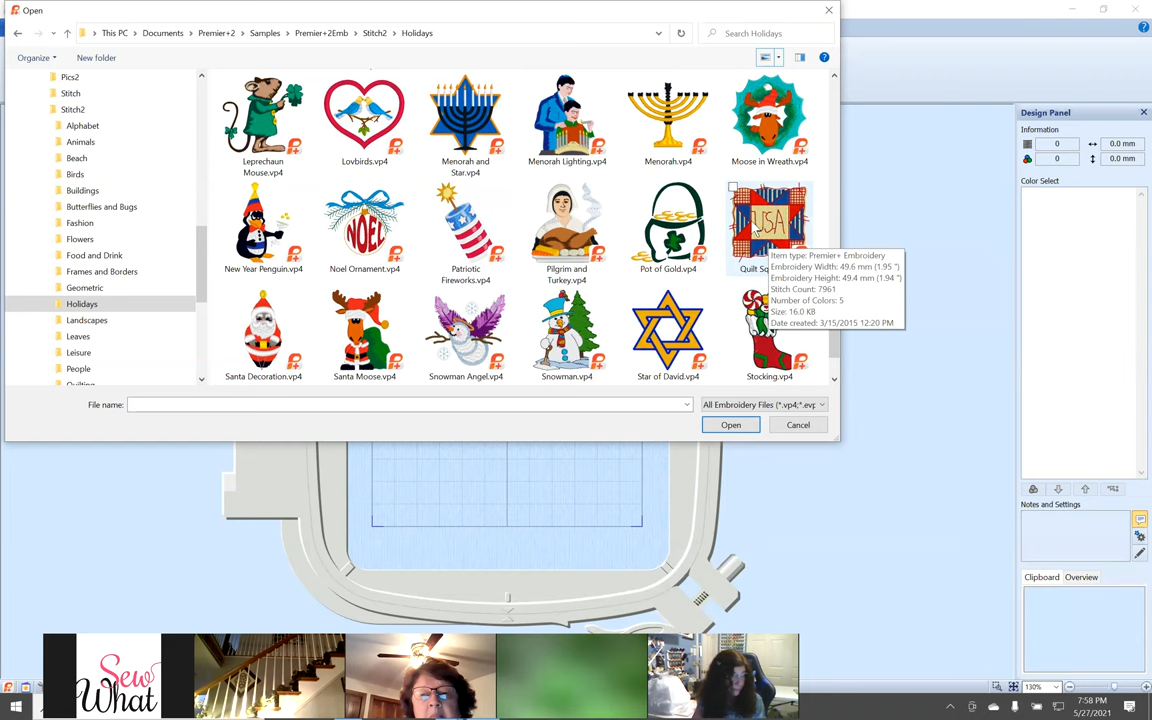 Open
This PC > Documents > Premier+2 > Samples > Premier+2Emb > Stitch2 > Holidays
Search Holidays
Organize
New folder
Pics2
Stitch
Stitch2
Alphabet
Animals
Beach
Birds
Buildings
Butterflies and Bugs
Fashion
Flowers
Food and Drink
Frames and Borders
Geometric
Holidays
Landscapes
Leaves
Leisure
People
Quilting
Leprechaun
Mouse.vp4
Lovbirds.vp4
Menorah and
Star.vp4
Menorah Lighting.vp4
Menorah.vp4
Moose in Wreath.vp4
NOEL
USA
New Year Penguin.vp4
Noel Ornament.vp4
Patriotic
Fireworks.vp4
Pilgrim and
Turkey.vp4
Pot of Gold.vp4
Quilt Sq
Item type: Premier+ Embroidery
Embroidery Width: 49.6 mm (1.95 ")
Embroidery Height: 49.4 mm (1.94 ")
Stitch Count: 7961
Number of Colors: 5
Size: 16.0 KB
Date created: 3/15/2015 12:20 PM
Santa Decoration.vp4
Santa Moose.vp4
Snowman Angel.vp4
Snowman.vp4
Star of David.vp4
Stocking.vp4
File name:
All Embroidery Files (*.vp4;*.evp
Open
Cancel
Design Panel
Information
0
0.0 mm
0
0.0 mm
Color Select
Notes and Settings
Clipboard
Overview
130%
Sew
What
7:58 PM
5/27/2021